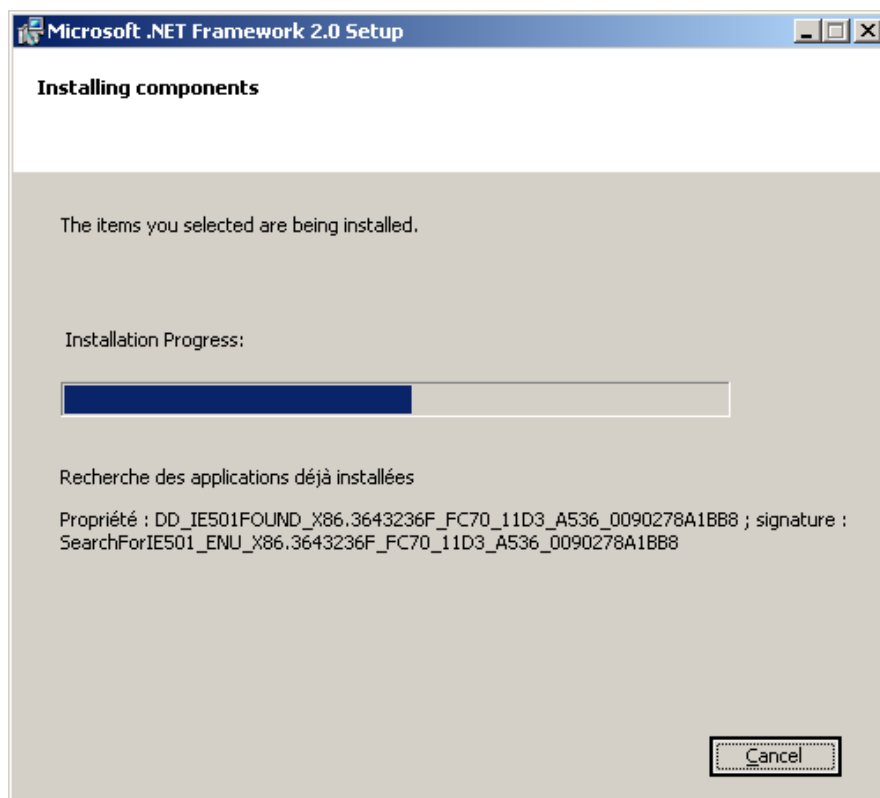 Microsoft .NET Framework 2.0 Setup
Installing components
The items you selected are being installed.
Installation Progress:
Recherche des applications déjà installées
Propriété : DD_IE501FOUND_X86.3643236F_FC70_11D3_A536_0090278A1BB8 ; signature :
SearchForIE501_ENU_X86.3643236F_FC70_11D3_A536_0090278A1BB8
Cancel